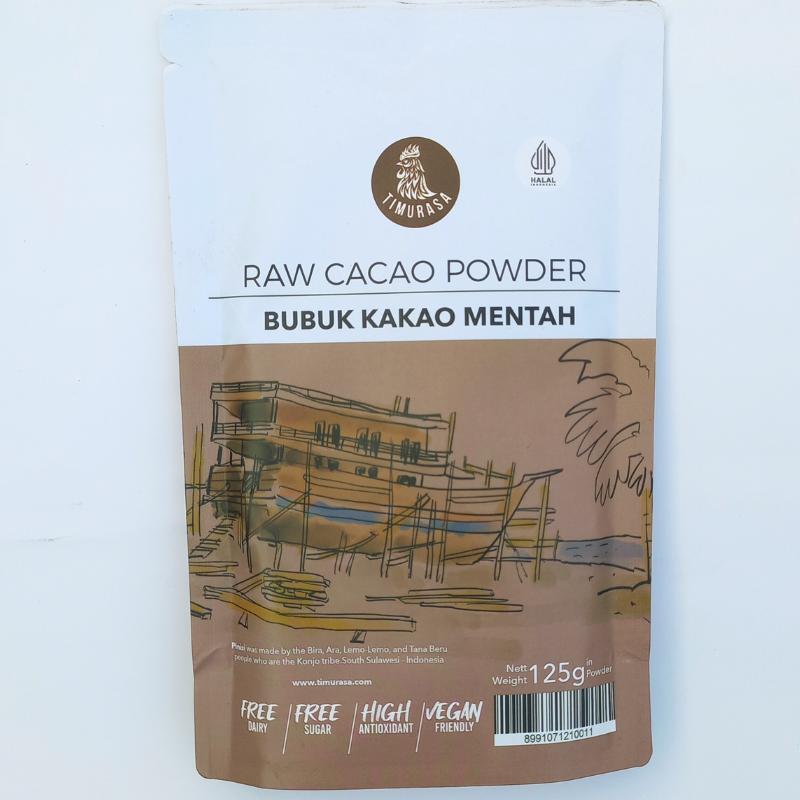 TIMURASA
HALAL
INDONESIA
RAW CACAO POWDER
BUBUK KAKAO MENTAH
Pinisi was made by the Bira, Ara, Lemo-Lemo, and Tana Beru
people who are the Konjo tribe.South Sulawesi - Indonesia
www.timurasa.com
Nett Weight 125g in Powder
FREE DAIRY
FREE SUGAR
HIGH ANTIOXIDANT
VEGAN FRIENDLY
8991071210011